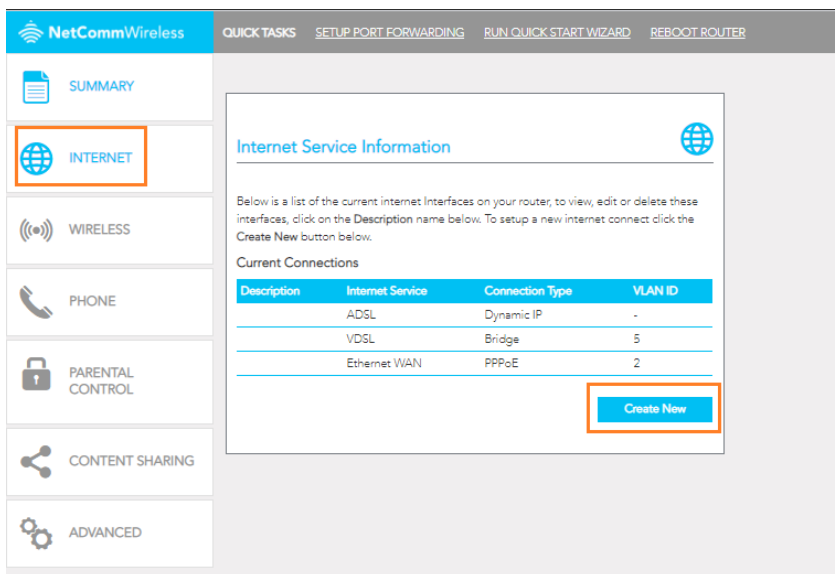 NetCommWireless
QUICK TASKS SETUP PORT FORWARDING RUN QUICK START WIZARD REBOOT ROUTER
SUMMARY
INTERNET
WIRELESS
PHONE
PARENTAL
CONTROL
CONTENT SHARING
ADVANCED
Internet Service Information
Below is a list of the current internet Interfaces on your router, to view, edit or delete these
interfaces, click on the Description name below. To setup a new internet connect click the
Create New button below.
Current Connections
Description Internet Service Connection Type VLAN ID
ADSL Dynamic IP -
VDSL Bridge 5
Ethernet WAN PPPoE 2
Create New